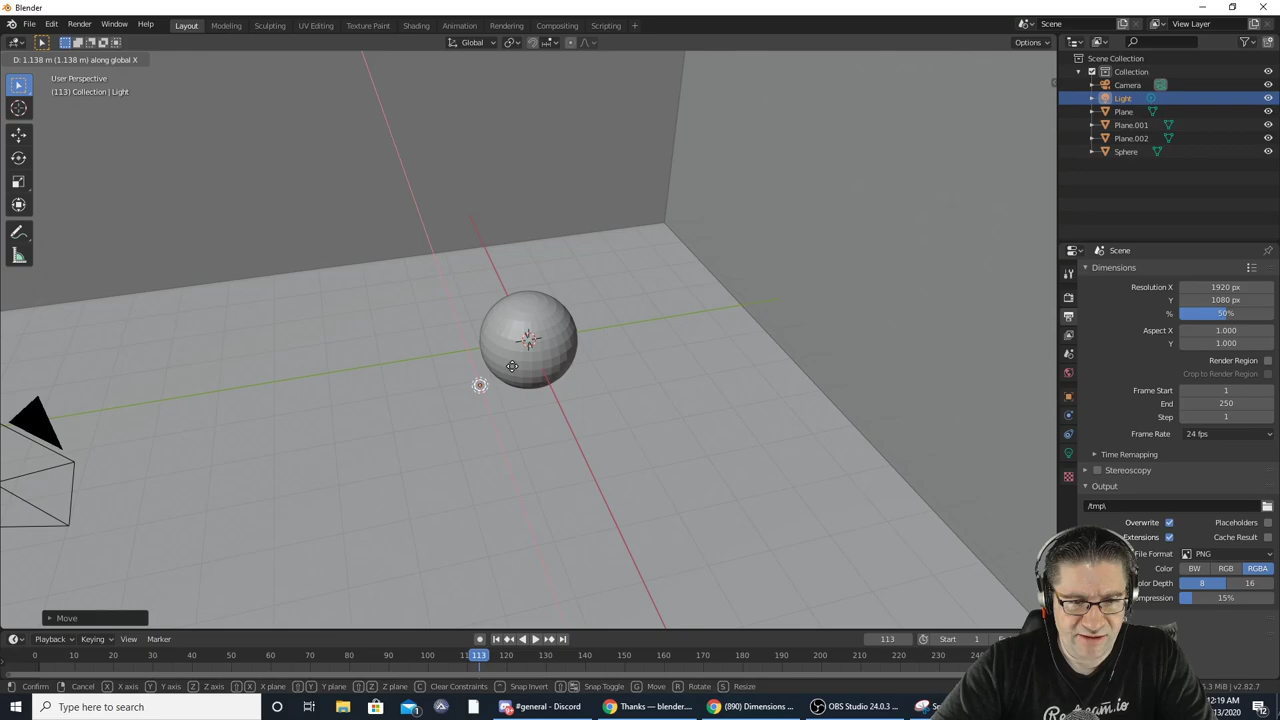 Blender
File Edit Render Window Help
Layout Modeling Sculpting UV Editing Texture Paint Shading Animation Rendering Compositing Scripting +
Scene
View Layer
Global
Options
D: 1.138 m (1.138 m) along global X
User Perspective
(113) Collection | Light
Scene Collection
Collection
Camera
Light
Plane
Plane.001
Plane.002
Sphere
Scene
Dimensions
Resolution X 1920 px
Y 1080 px
% 50%
Aspect X 1.000
Y 1.000
Render Region
Crop to Render Region
Frame Start 1
End 250
Step 1
Frame Rate 24 fps
Time Remapping
Stereoscopy
Output
/tmp\
Overwrite Placeholders
Extensions Cache Result
File Format PNG
Color BW RGB RGBA
Color Depth 8 16
Compression 15%
Move
Playback Keying View Marker
113 Start 1
0 10 20 30 40 50 60 70 80 90 100 113 120 130 140 150 160 170 180 190 200 210 220 230 240
Confirm Cancel X X axis Y Y axis Z Z axis X X plane Y Y plane Z Z plane C Clear Constraints Snap Invert Snap Toggle G Move R Rotate S Resize
v2.82.7
Type here to search
#general - Discord
Thanks — blender....
(890) Dimensions ...
OBS Studio 24.0.3 ...
12:19 AM
Restream.io